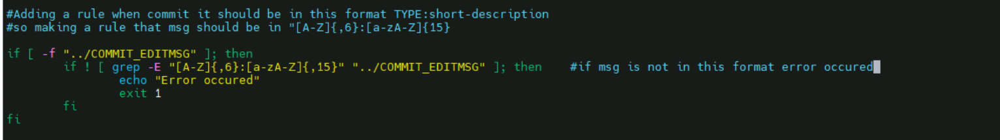 #Adding a rule when commit it should be in this format TYPE:short-description
#so making a rule that msg should be in "[A-Z]{,6}:[a-zA-Z]{15}
if [ -f "../COMMIT_EDITMSG" ]; then
if ! [ grep -E "[A-Z]{,6}:[a-zA-Z]{,15}" "../COMMIT_EDITMSG" ]; then #if msg is not in this format error occured
echo "Error occured"
exit 1
fi
fi